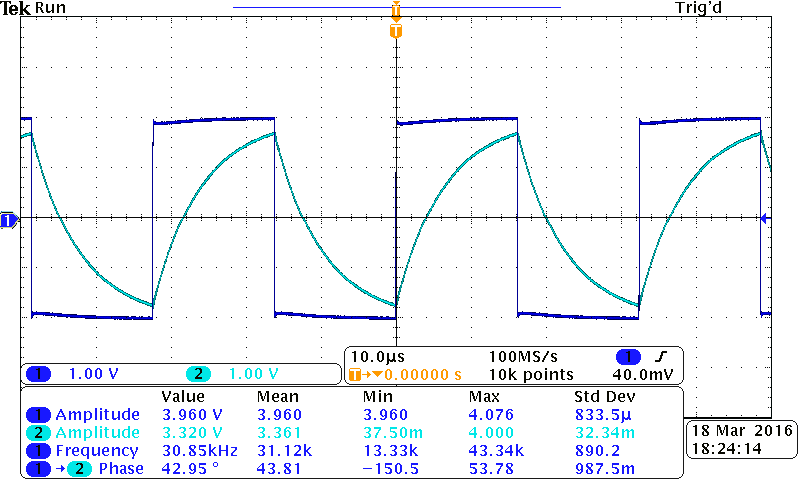 Tek Run Trig'd
T
T
1
1 1.00 V 2 1.00 V
10.0µs 100MS/s 1
T→▼0.00000 s 10k points 40.0mV
Value Mean Min Max Std Dev
1 Amplitude 3.960 V 3.960 3.960 4.076 833.5µ
2 Amplitude 3.320 V 3.361 37.50m 4.000 32.34m
1 Frequency 30.85kHz 31.12k 13.33k 43.34k 890.2
1 → 2 Phase 42.95 ° 43.81 −150.5 53.78 987.5m
18 Mar 2016
18:24:14